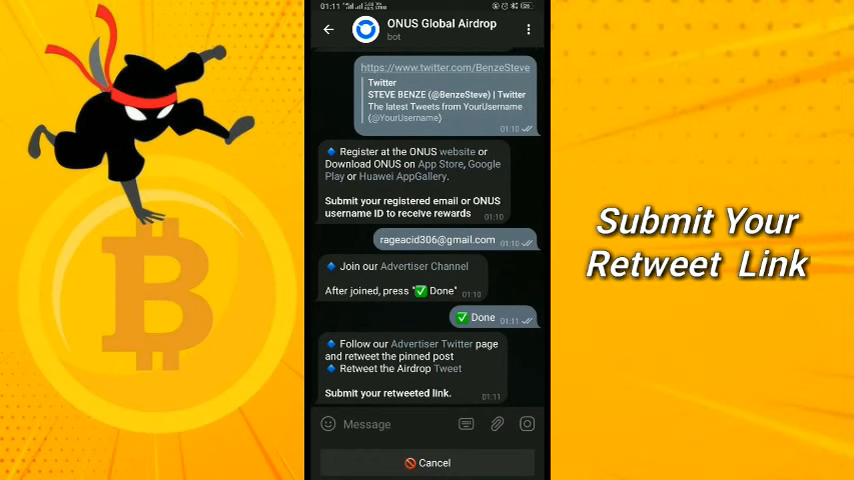 01:11
ONUS Global Airdrop
bot
https://www.twitter.com/BenzeSteve
Twitter
STEVE BENZE (@BenzeSteve) | Twitter
The latest Tweets from YourUsername
(@YourUsername)
01:10
Register at the ONUS website or
Download ONUS on App Store, Google
Play or Huawei AppGallery.
Submit your registered email or ONUS
username ID to receive rewards
01:10
rageacid306@gmail.com 01:10
Join our Advertiser Channel
After joined, press "✅ Done" 01:10
✅ Done 01:11
Follow our Advertiser Twitter page
and retweet the pinned post
Retweet the Airdrop Tweet
Submit your retweeted link.
01:11
Message
Cancel
Submit Your
Retweet Link